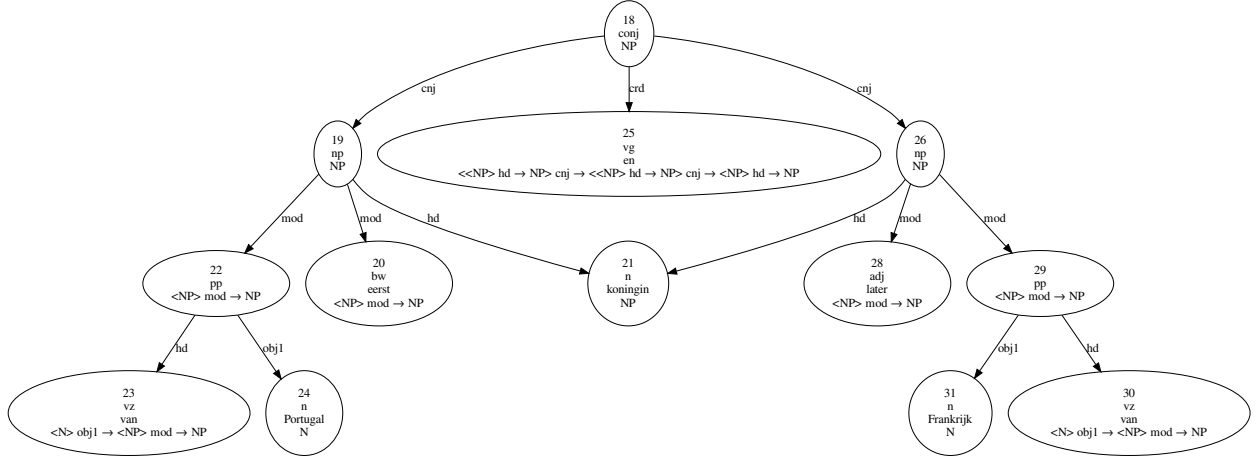 18
conj
NP
cnj
crd
cnj
19
np
NP
25
vg
en
<<NP> hd → NP> cnj → <<NP> hd → NP> cnj → <NP> hd → NP
26
np
NP
mod
mod
hd
hd
mod
mod
22
pp
<NP> mod → NP
20
bw
eerst
<NP> mod → NP
21
n
koningin
NP
28
adj
later
<NP> mod → NP
29
pp
<NP> mod → NP
hd
obj1
obj1
hd
23
vz
van
<N> obj1 → <NP> mod → NP
24
n
Portugal
N
31
n
Frankrijk
N
30
vz
van
<N> obj1 → <NP> mod → NP